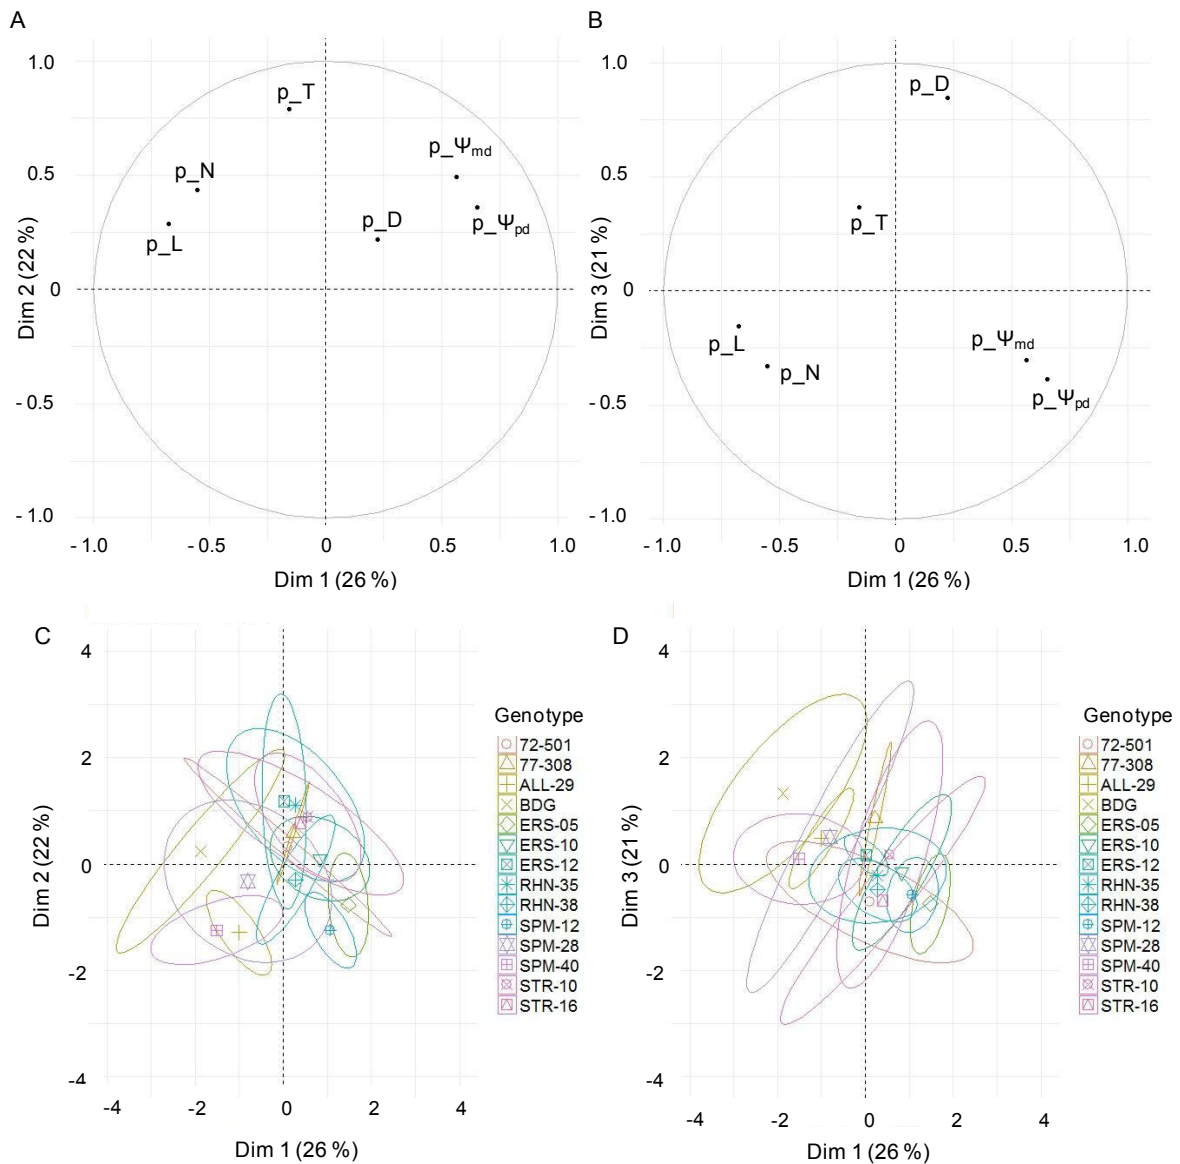 A
B
1.0
0.5
0
- 0.5
- 1.0
Dim 2 (22 %)
p_T
p_N
p_L
p_Ψmd
p_D
p_Ψpd
- 1.0
- 0.5
0
0.5
1.0
Dim 1 (26 %)
1.0
0.5
0
- 0.5
- 1.0
Dim 3 (21 %)
p_D
p_T
p_L
p_N
p_Ψmd
p_Ψpd
- 1.0
- 0.5
0
0.5
1.0
Dim 1 (26 %)
C
4
2
0
-2
-4
Dim 2 (22 %)
-4
-2
0
2
4
Dim 1 (26 %)
Genotype
72-501
77-308
ALL-29
BDG
ERS-05
ERS-10
ERS-12
RHN-35
RHN-38
SPM-12
SPM-28
SPM-40
STR-10
STR-16
D
4
2
0
-2
-4
Dim 3 (21 %)
-4
-2
0
2
4
Dim 1 (26 %)
Genotype
72-501
77-308
ALL-29
BDG
ERS-05
ERS-10
ERS-12
RHN-35
RHN-38
SPM-12
SPM-28
SPM-40
STR-10
STR-16